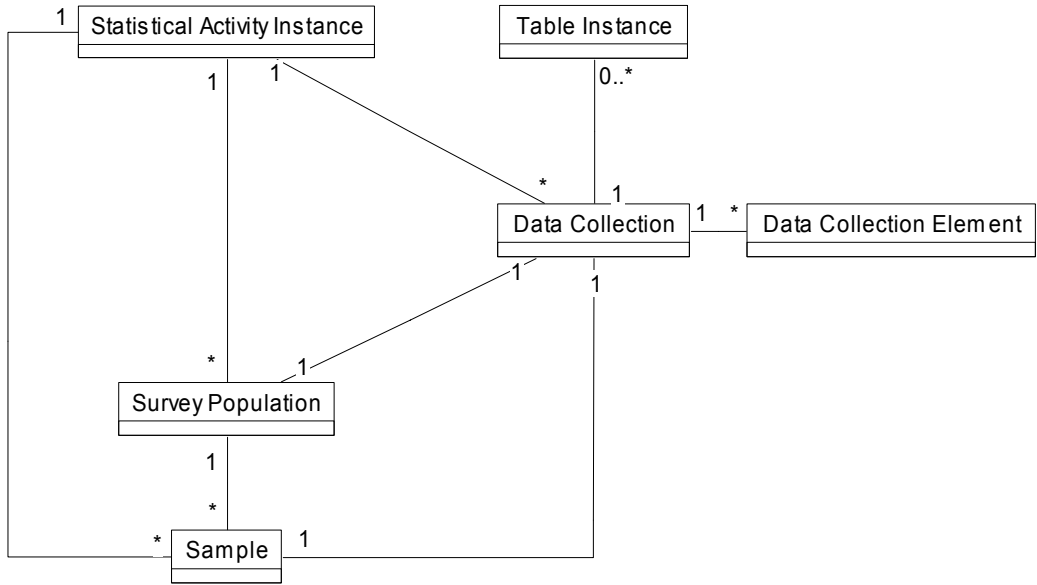 1 Statistical Activity Instance
Table Instance
1
1
0..*
*
1
Data Collection
1
*
Data Collection Element
1
1
*
1
Survey Population
1
*
*
Sample
1